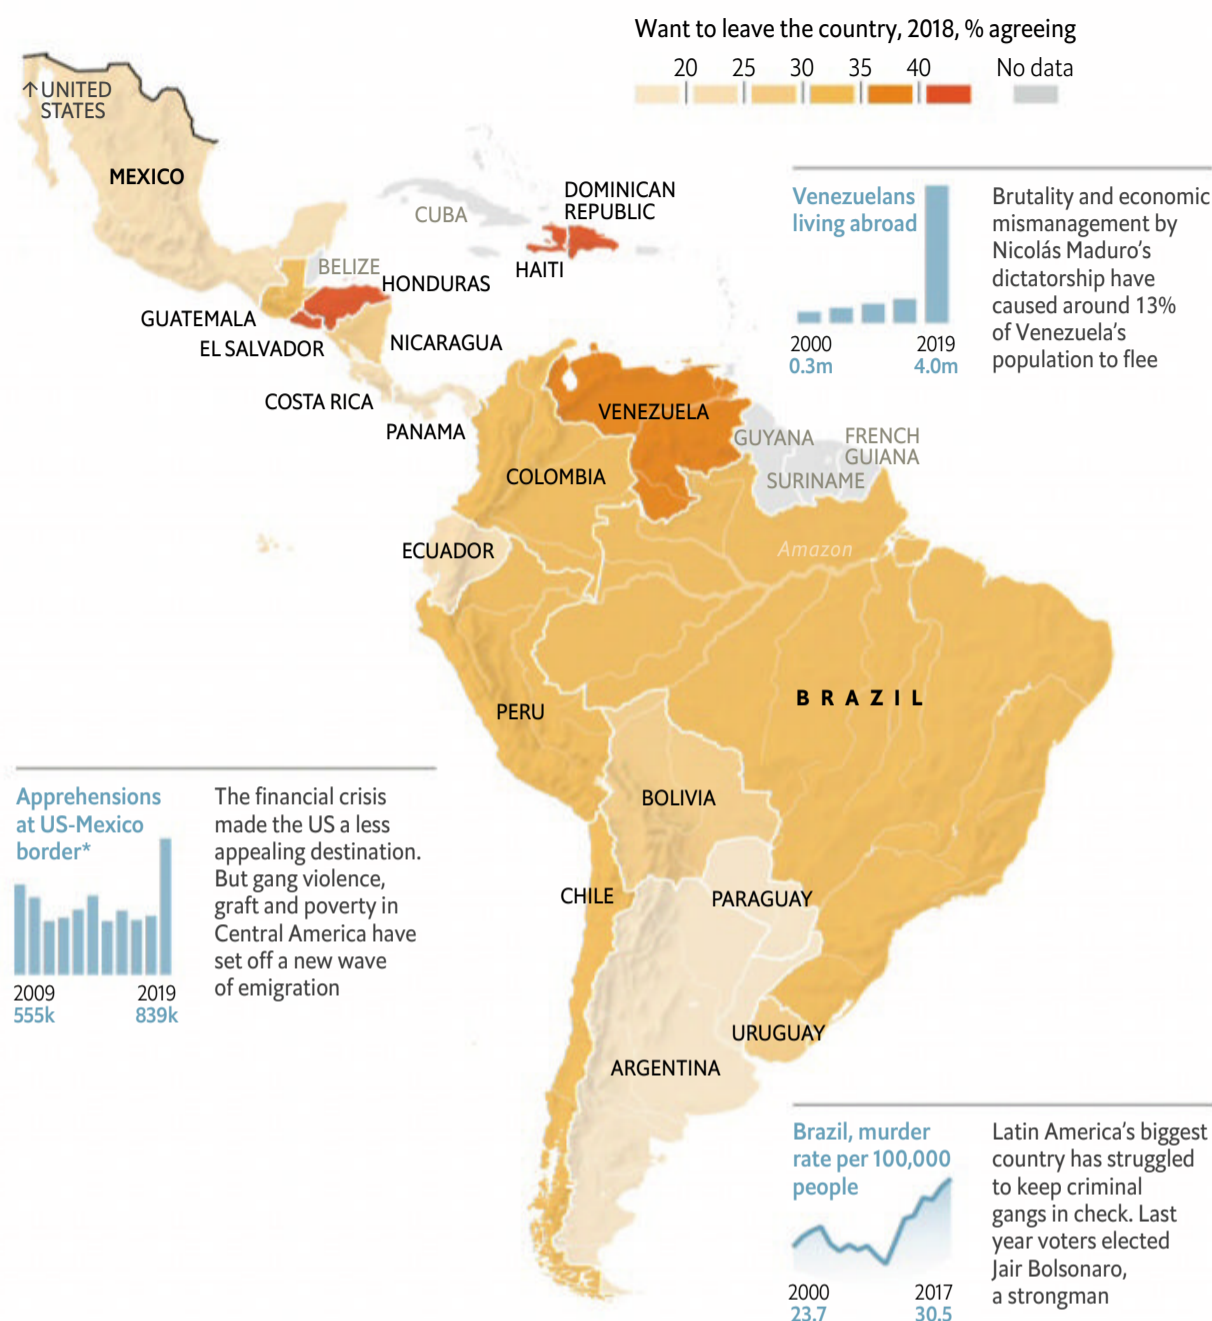 Want to leave the country, 2018, % agreeing
20 25 30 35 40 No data
↑UNITED
STATES
MEXICO
CUBA
DOMINICAN
REPUBLIC
HAITI
BELIZE
HONDURAS
GUATEMALA
EL SALVADOR
NICARAGUA
COSTA RICA
PANAMA
Venezuelans
living abroad
2000 2019
0.3m 4.0m
Brutality and economic
mismanagement by
Nicolás Maduro’s
dictatorship have
caused around 13%
of Venezuela’s
population to flee
VENEZUELA
GUYANA
FRENCH
GUIANA
SURINAME
COLOMBIA
ECUADOR
Amazon
BRAZIL
PERU
BOLIVIA
CHILE
PARAGUAY
URUGUAY
ARGENTINA
Apprehensions
at US-Mexico
border*
2009 2019
555k 839k
The financial crisis
made the US a less
appealing destination.
But gang violence,
graft and poverty in
Central America have
set off a new wave
of emigration
Brazil, murder
rate per 100,000
people
2000 2017
23.7 30.5
Latin America’s biggest
country has struggled
to keep criminal
gangs in check. Last
year voters elected
Jair Bolsonaro,
a strongman